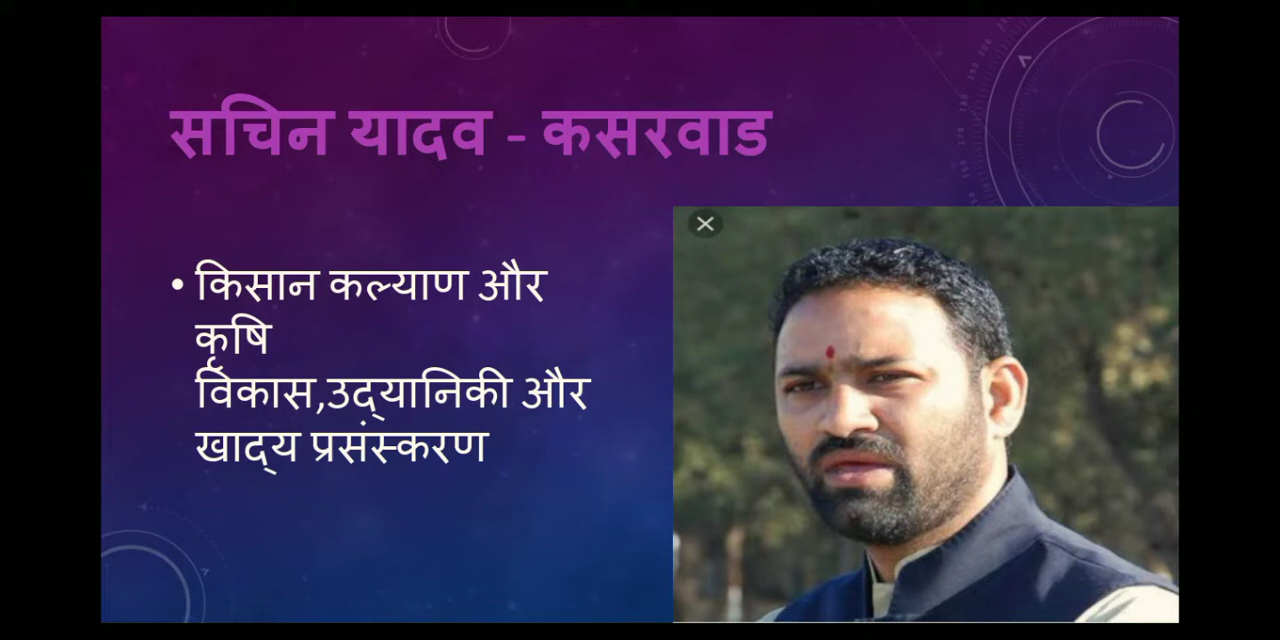 सचिन यादव - कसरवाड
• किसान कल्याण और
कृषि
विकास,उद्यानिकी और
खाद्य प्रसंस्करण